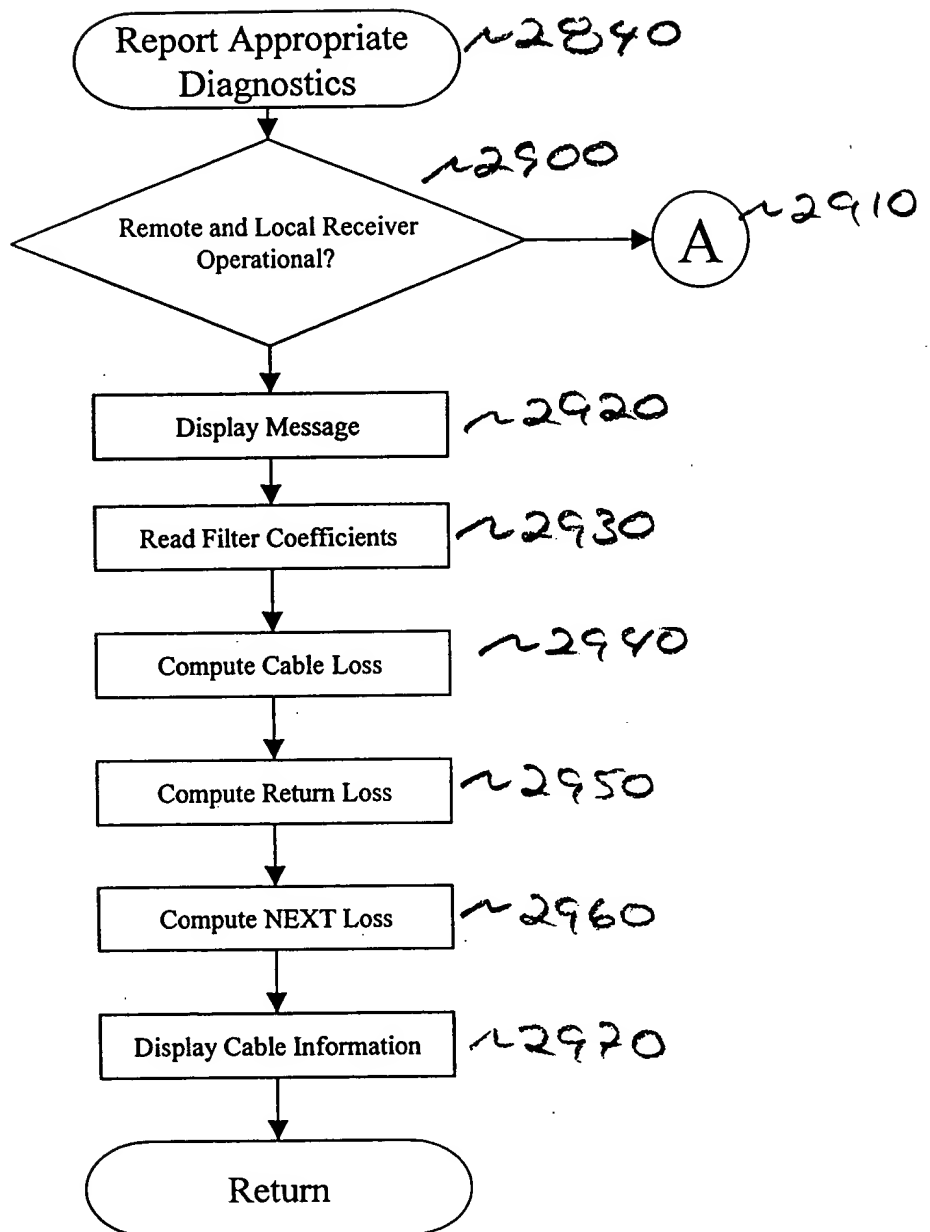 Report Appropriate
Diagnostics
~2840
~2900
Remote and Local Receiver
Operational?
A
~2910
Display Message
~2920
Read Filter Coefficients
~2930
Compute Cable Loss
~2940
Compute Return Loss
~2950
Compute NEXT Loss
~2960
Display Cable Information
~2970
Return